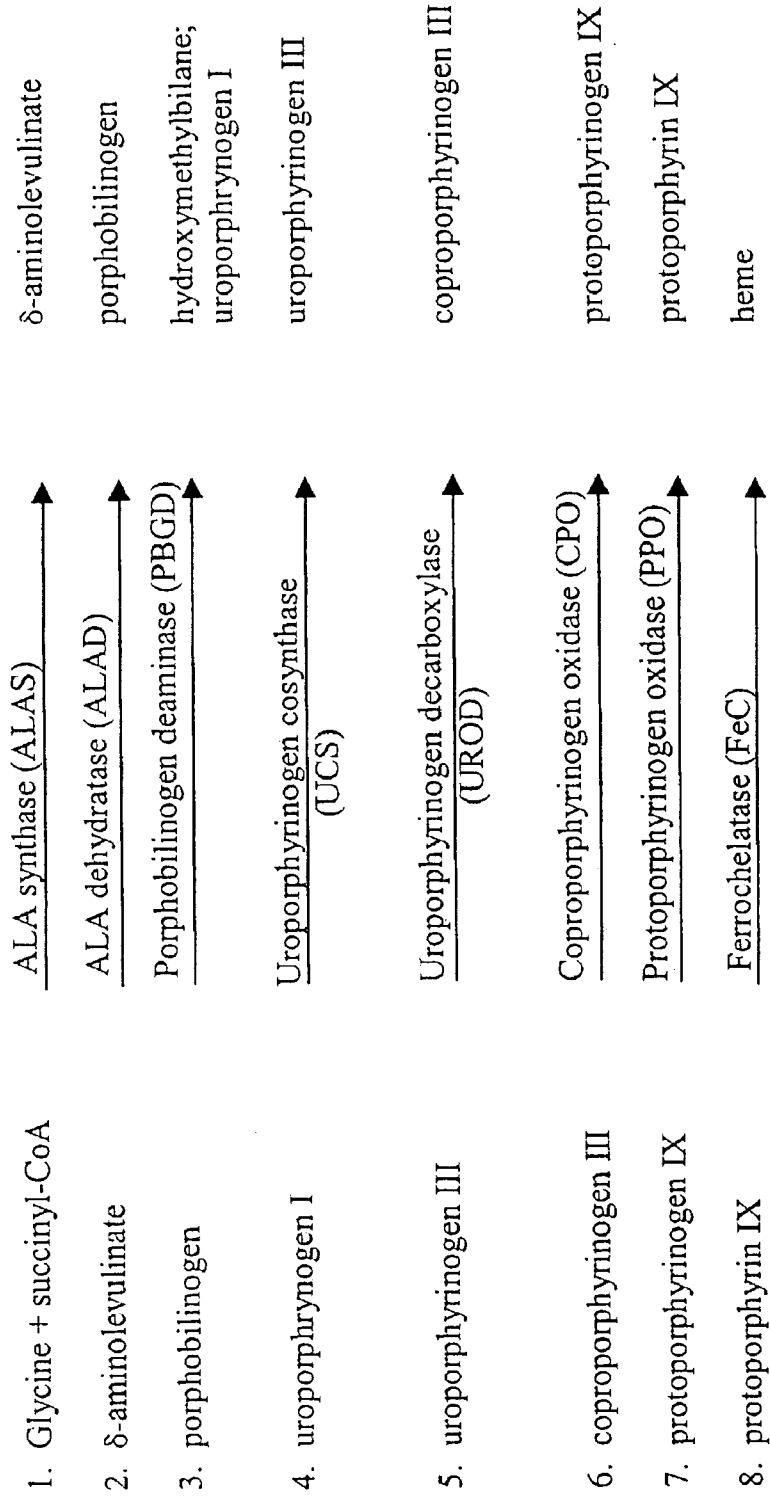 1. Glycine + succinyl-CoA ALA synthase (ALAS) δ-aminolevulinate
2. δ-aminolevulinate ALA dehydratase (ALAD) porphobilinogen
3. porphobilinogen Porphobilinogen deaminase (PBGD) hydroxymethylbilane;
uroporphrynogen I
4. uroporphrynogen I Uroporphyrinogen cosynthase uroporphyrinogen III
(UCS)
5. uroporphyrinogen III Uroporphyrinogen decarboxylase coproporphyrinogen III
(UROD)
6. coproporphyrinogen III Coproporphyrinogen oxidase (CPO) protoporphyrinogen IX
7. protoporphyrinogen IX Protoporphyrinogen oxidase (PPO) protoporphyrin IX
8. protoporphyrin IX Ferrochelatase (FeC) heme